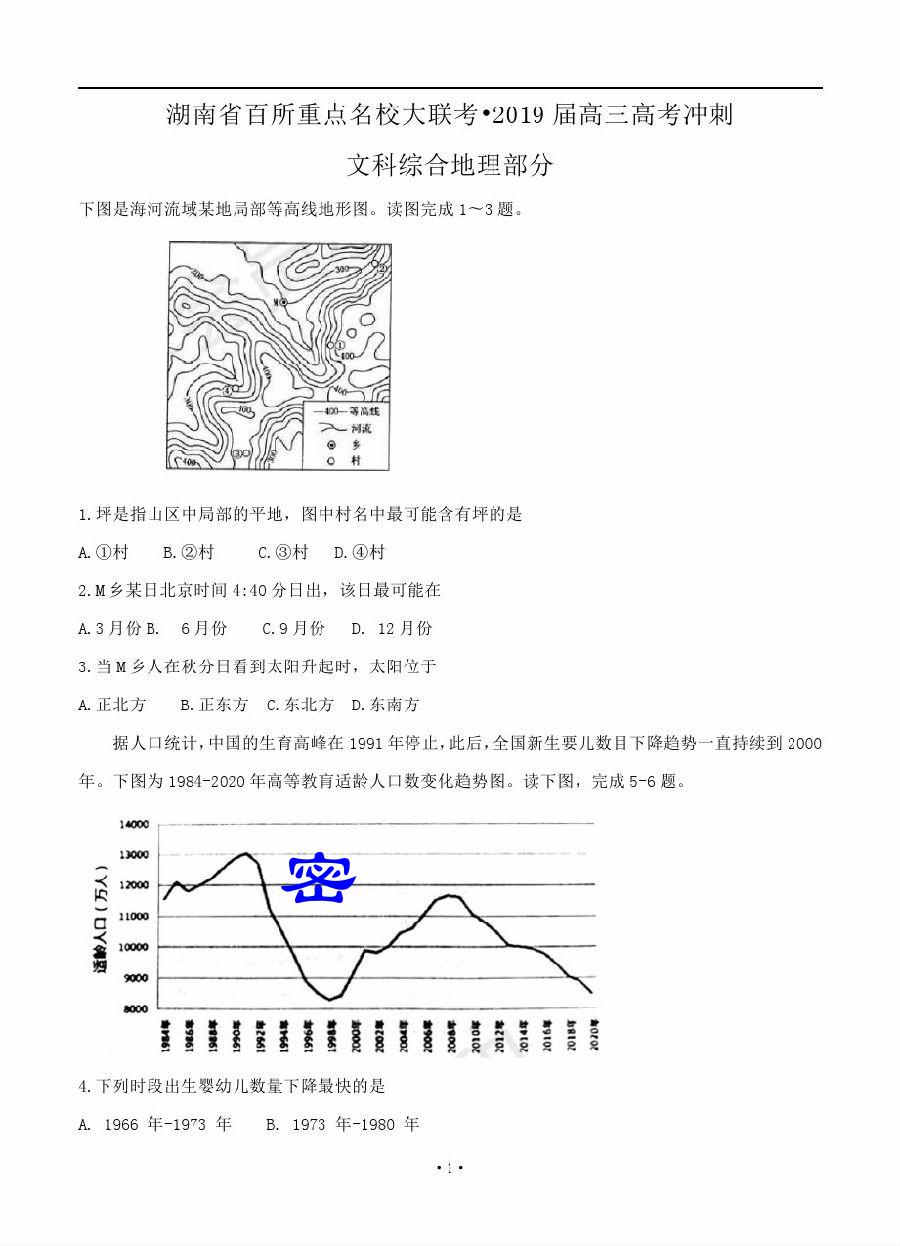 湖南省百所重点名校大联考•2019 届高三高考冲刺
文科综合地理部分
下图是海河流域某地局部等高线地形图。读图完成 1～3 题。
200
300
②
M
①
400
400
400
④
300
400
③
300
400
—400—等高线
河流
乡
村
1.坪是指山区中局部的平地，图中村名中最可能含有坪的是
A.①村 B.②村 C.③村 D.④村
2.M 乡某日北京时间 4:40 分日出，该日最可能在
A.3 月份 B. 6 月份 C.9 月份 D. 12 月份
3.当 M 乡人在秋分日看到太阳升起时，太阳位于
A.正北方 B.正东方 C.东北方 D.东南方
据人口统计，中国的生育高峰在 1991 年停止，此后，全国新生要儿数目下降趋势一直持续到 2000
年。下图为 1984-2020 年高等教育适龄人口数变化趋势图。读下图，完成 5-6 题。
适龄人口（万人）
14000
13000
12000
11000
10000
9000
8000
密
1984年 1986年 1988年 1990年 1992年 1994年 1996年 1998年 2000年 2002年 2004年 2006年 2008年 2010年 2012年 2014年 2016年 2018年 2020年
4.下列时段出生婴幼儿数量下降最快的是
A. 1966 年-1973 年 B. 1973 年-1980 年
•1•